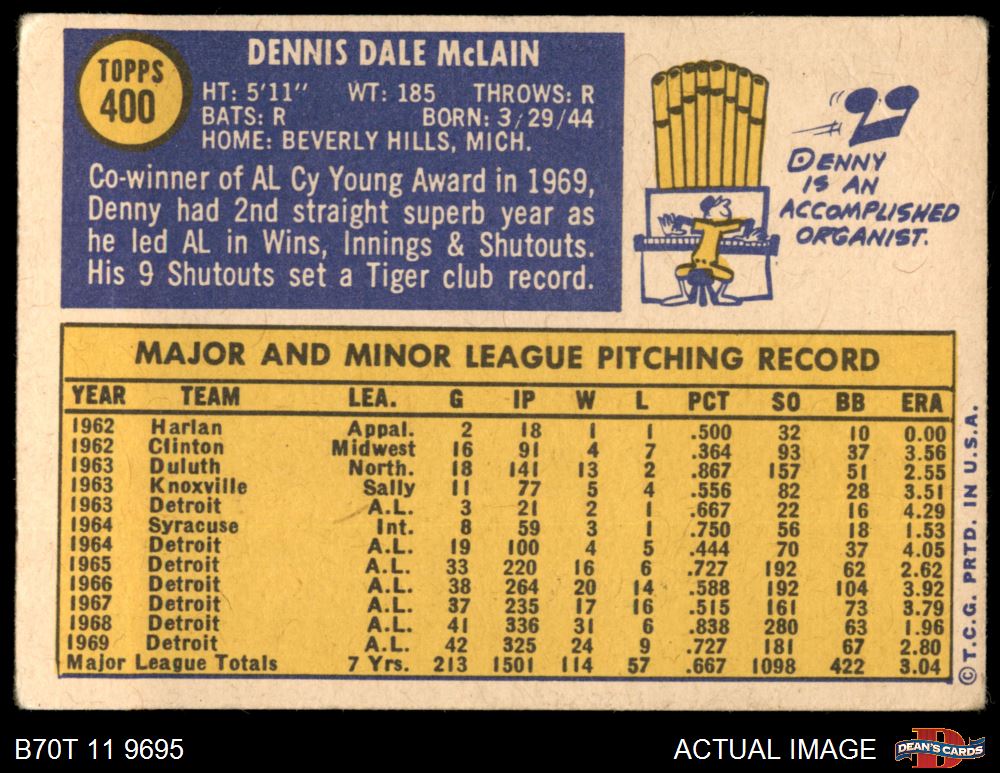 TOPPS
400
DENNIS DALE McLAIN
HT: 5'11" WT: 185 THROWS: R
BATS: R BORN: 3/29/44
HOME: BEVERLY HILLS, MICH.
Co-winner of AL Cy Young Award in 1969,
Denny had 2nd straight superb year as
he led AL in Wins, Innings & Shutouts.
His 9 Shutouts set a Tiger club record.
DENNY
IS AN
ACCOMPLISHED
ORGANIST.
MAJOR AND MINOR LEAGUE PITCHING RECORD
YEAR TEAM LEA. G IP W L PCT SO BB ERA
1962 Harlan Appal. 2 18 1 1 .500 32 10 0.00
1962 Clinton Midwest 16 91 4 7 .364 93 37 3.56
1963 Duluth North. 18 141 13 2 .867 157 51 2.55
1963 Knoxville Sally 11 77 5 4 .556 82 28 3.51
1963 Detroit A.L. 3 21 2 1 .667 22 16 4.29
1964 Syracuse Int. 8 59 3 1 .750 56 18 1.53
1964 Detroit A.L. 19 100 4 5 .444 70 37 4.05
1965 Detroit A.L. 33 220 16 6 .727 192 62 2.62
1966 Detroit A.L. 38 264 20 14 .588 192 104 3.92
1967 Detroit A.L. 37 235 17 16 .515 161 73 3.79
1968 Detroit A.L. 41 336 31 6 .838 280 63 1.96
1969 Detroit A.L. 42 325 24 9 .727 181 67 2.80
Major League Totals 7 Yrs. 213 1501 114 57 .667 1098 422 3.04
© T.C.G. PRTD. IN U.S.A.
B70T 11 9695
ACTUAL IMAGE
D
DEAN'S CARDS